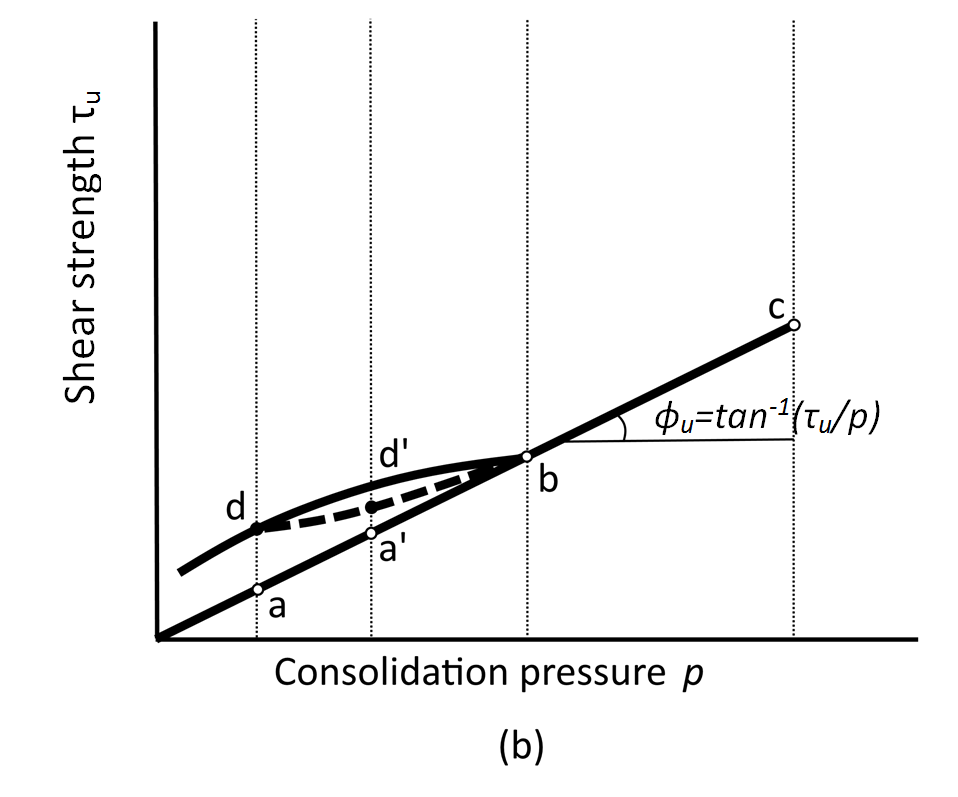 Shear strength τu
c
ϕu=tan-1(τu/p)
d'
d
b
a'
a
Consolidation pressure p
(b)